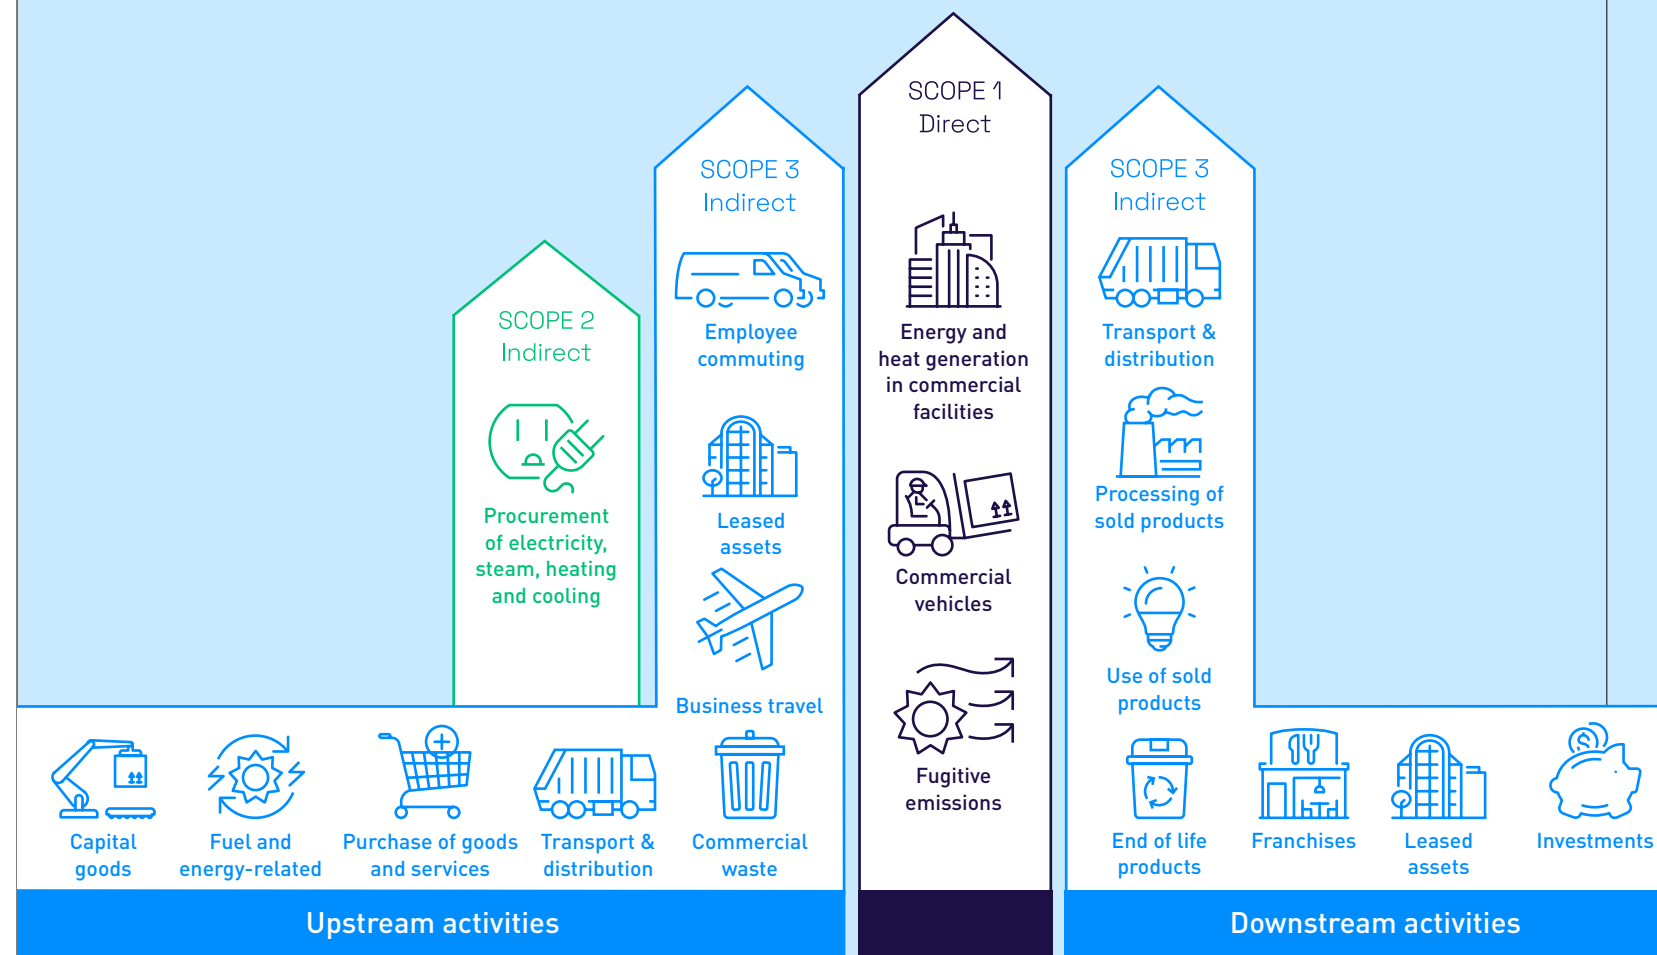 SCOPE 1
Direct
Energy and
heat generation
in commercial
facilities
Commercial
vehicles
Fugitive
emissions
SCOPE 2
Indirect
Procurement
of electricity,
steam, heating
and cooling
SCOPE 3
Indirect
Employee
commuting
Leased
assets
Business travel
Capital
goods
Fuel and
energy-related
Purchase of goods
and services
Transport &
distribution
Commercial
waste
Upstream activities
SCOPE 3
Indirect
Transport &
distribution
Processing of
sold products
Use of sold
products
End of life
products
Franchises
Leased
assets
Investments
Downstream activities